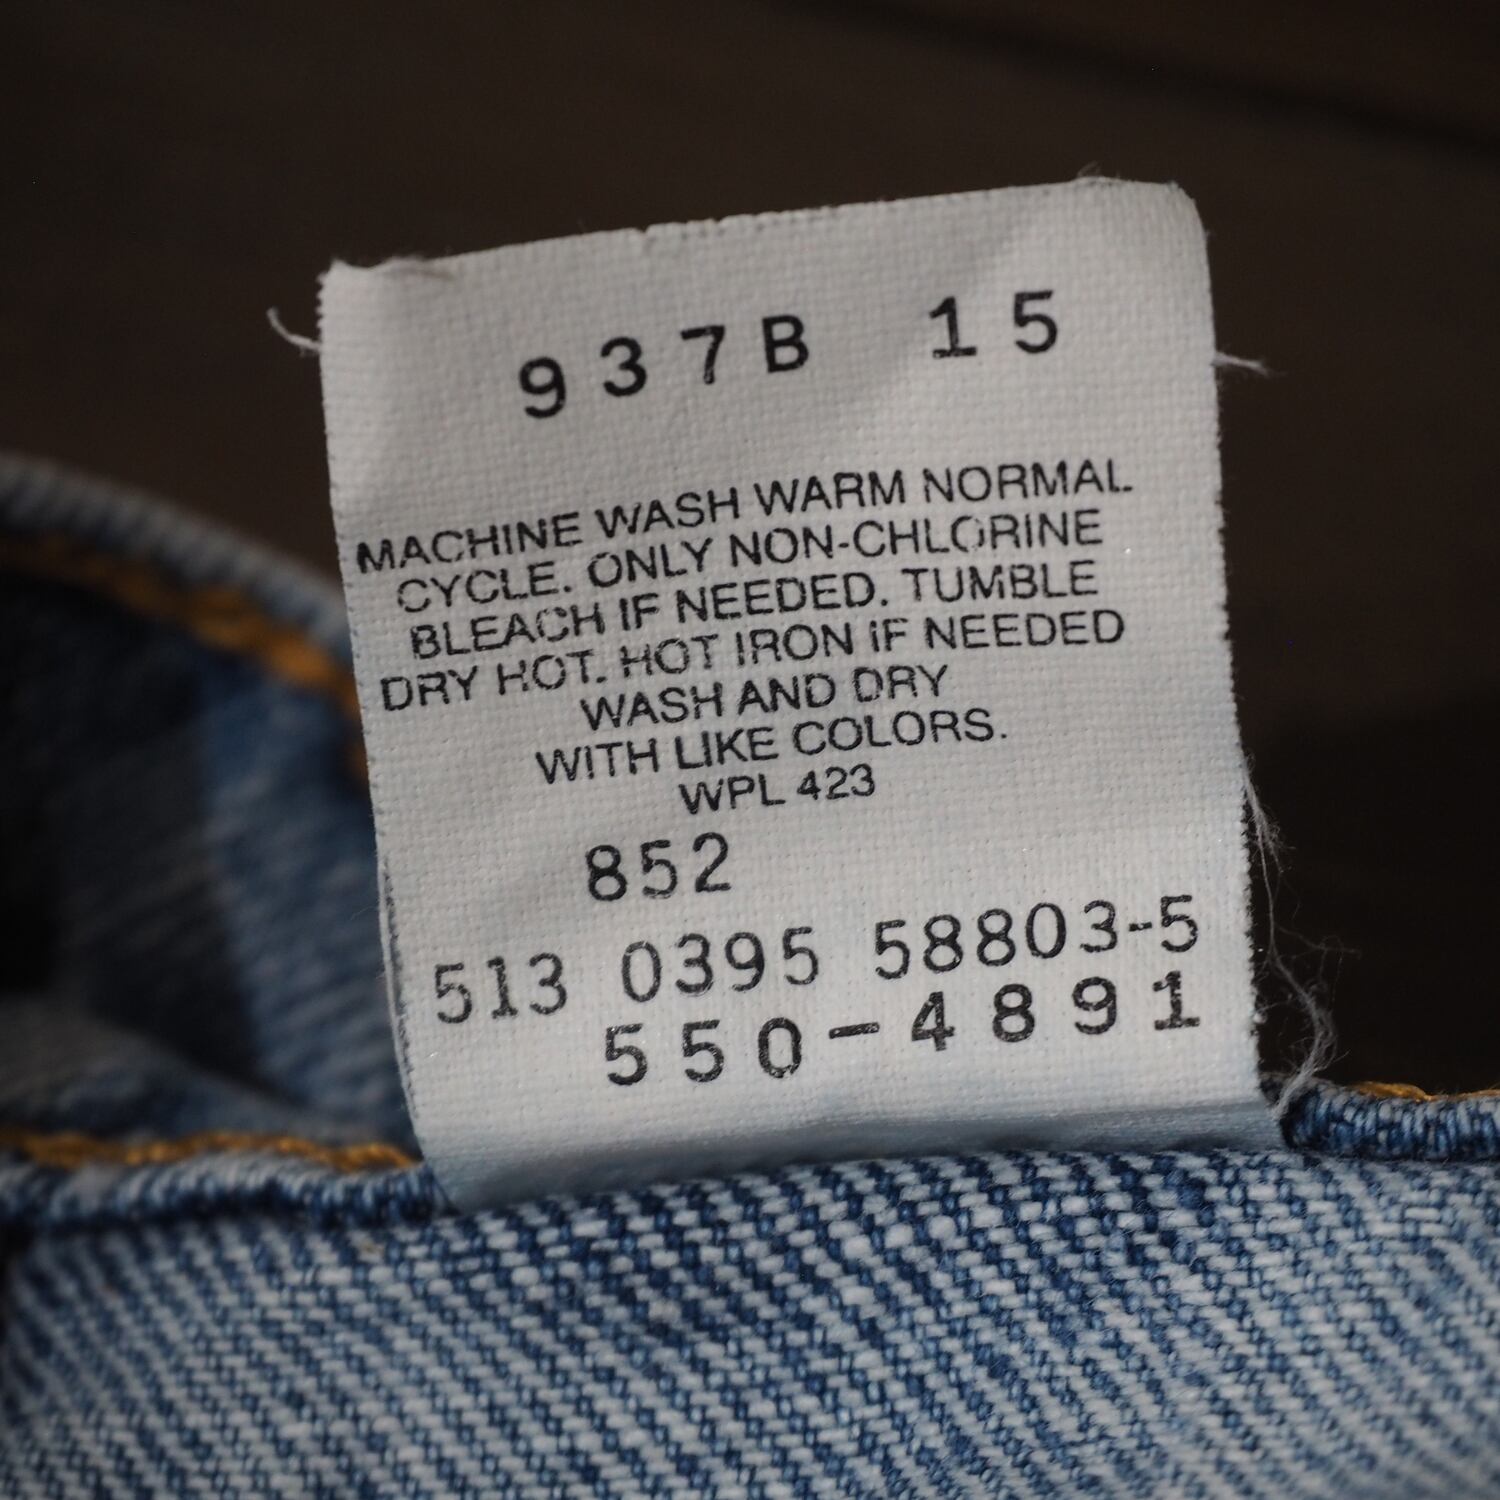 937B 15
MACHINE WASH WARM NORMAL
CYCLE. ONLY NON-CHLORINE
BLEACH IF NEEDED. TUMBLE
DRY HOT. HOT IRON IF NEEDED
WASH AND DRY
WITH LIKE COLORS.
WPL 423
852
513 0395 58803-5
550-4891